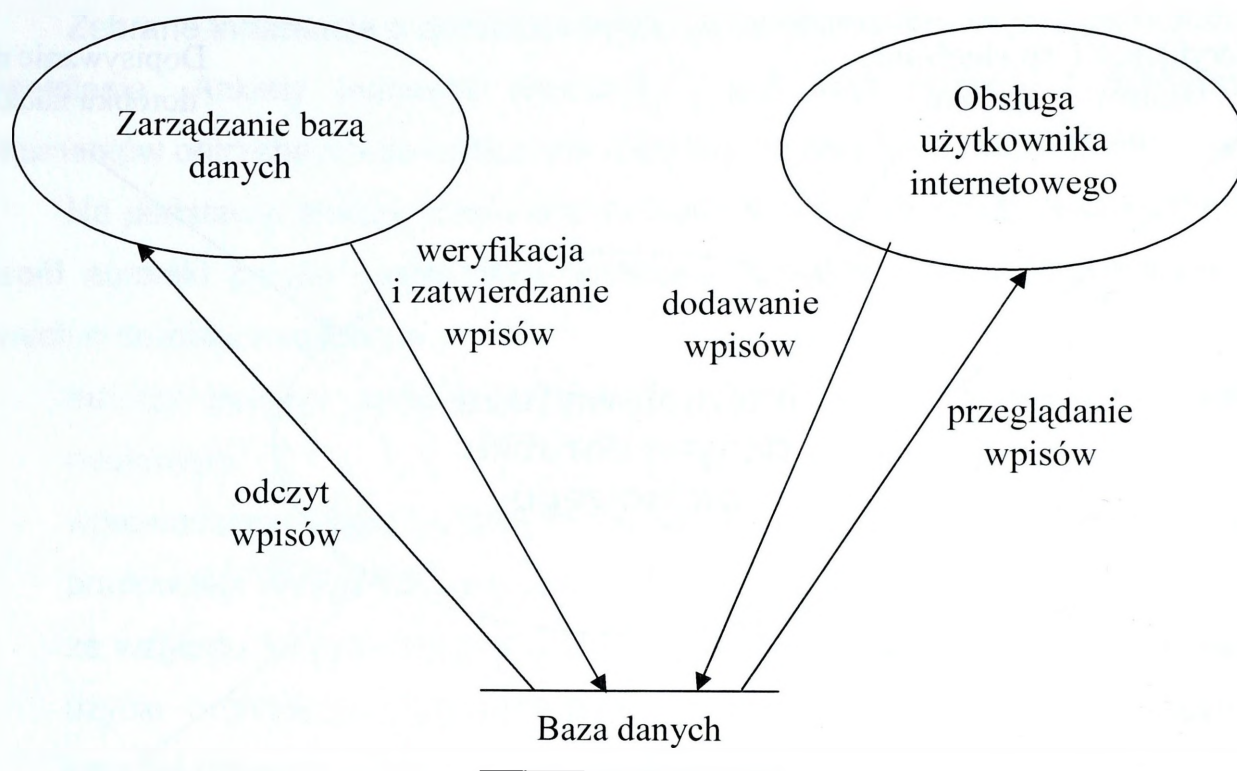 Zarządzanie bazą
danych
Obsługa
użytkownika
internetowego
weryfikacja
i zatwierdzanie
wpisów
dodawanie
wpisów
przeglądanie
wpisów
odczyt
wpisów
Baza danych